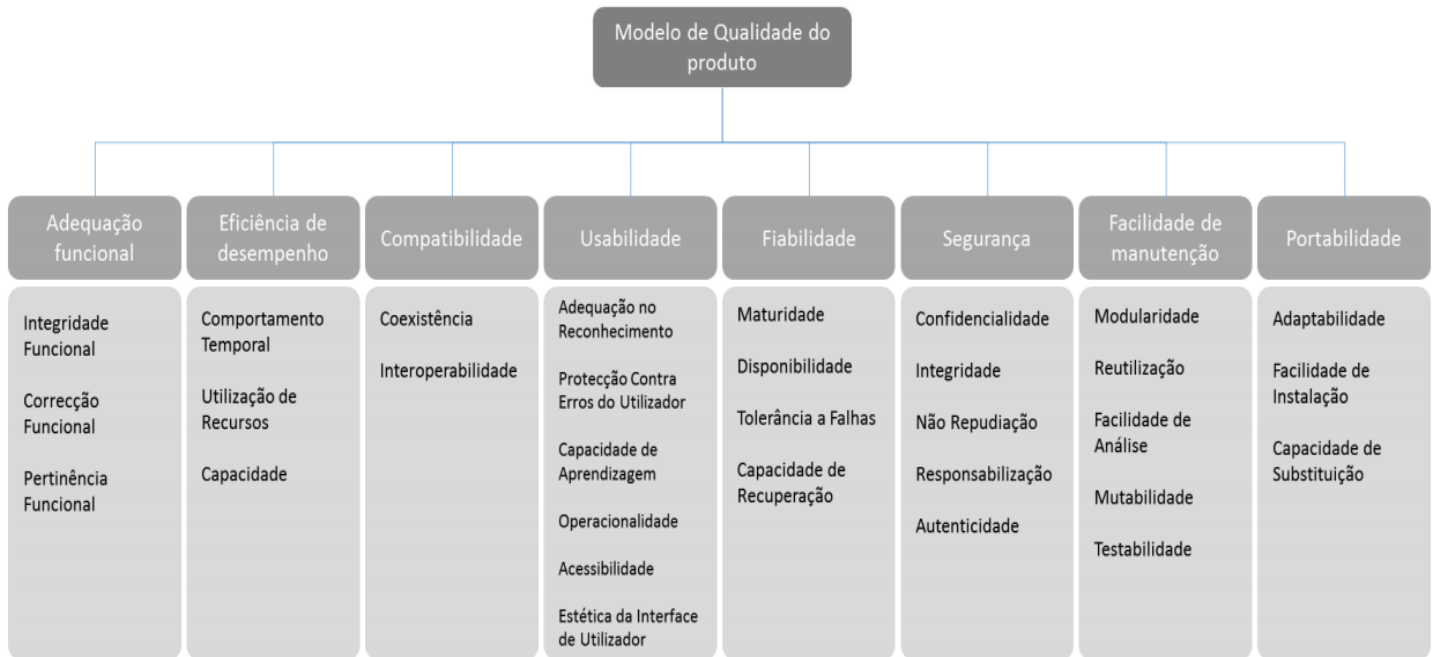 Modelo de Qualidade do
produto
Adequação
funcional
Integridade
Funcional
Correcção
Funcional
Pertinência
Funcional
Eficiência de
desempenho
Comportamento
Temporal
Utilização de
Recursos
Capacidade
Compatibilidade
Coexistência
Interoperabilidade
Usabilidade
Adequação no
Reconhecimento
Protecção Contra
Erros do Utilizador
Capacidade de
Aprendizagem
Operacionalidade
Acessibilidade
Estética da Interface
de Utilizador
Fiabilidade
Maturidade
Disponibilidade
Tolerância a Falhas
Capacidade de
Recuperação
Segurança
Confidencialidade
Integridade
Não Repudiação
Responsabilização
Autenticidade
Facilidade de
manutenção
Modularidade
Reutilização
Facilidade de
Análise
Mutabilidade
Testabilidade
Portabilidade
Adaptabilidade
Facilidade de
Instalação
Capacidade de
Substituição